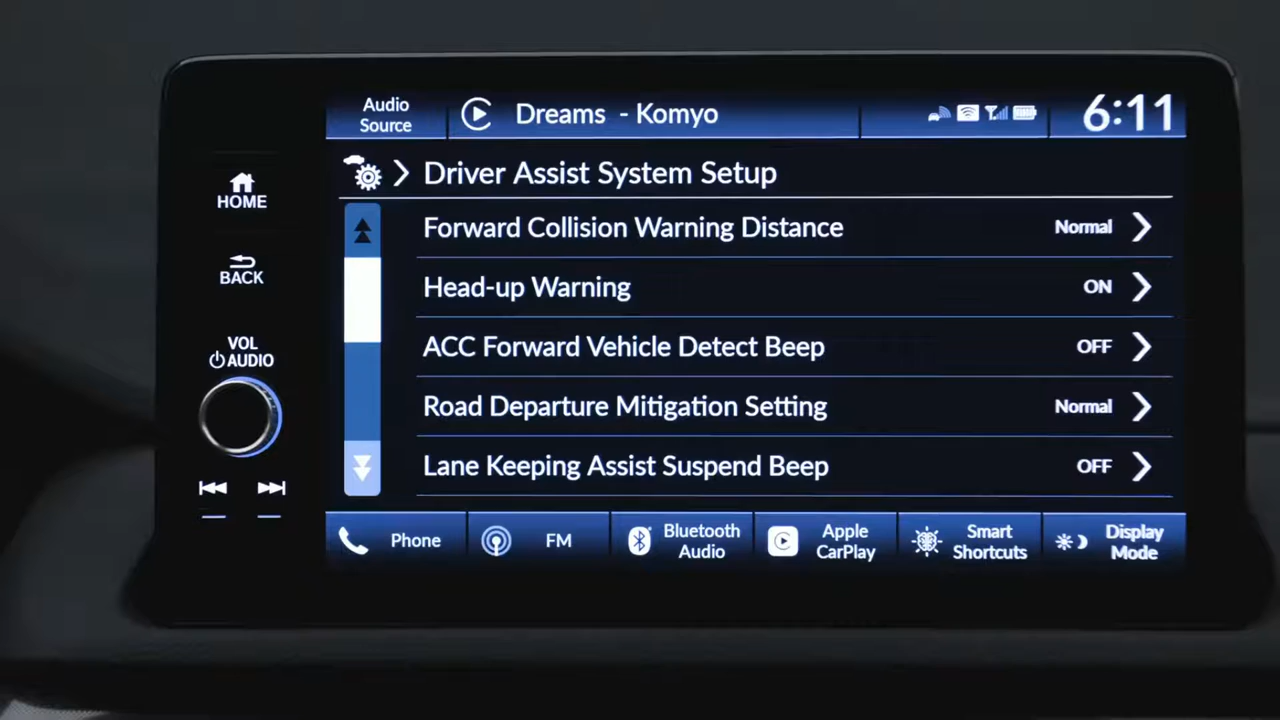 Audio
Source
Dreams - Komyo
6:11
HOME
BACK
VOL
AUDIO
Driver Assist System Setup
Forward Collision Warning Distance Normal
Head-up Warning ON
ACC Forward Vehicle Detect Beep OFF
Road Departure Mitigation Setting Normal
Lane Keeping Assist Suspend Beep OFF
Phone
FM
Bluetooth
Audio
Apple
CarPlay
Smart
Shortcuts
Display
Mode